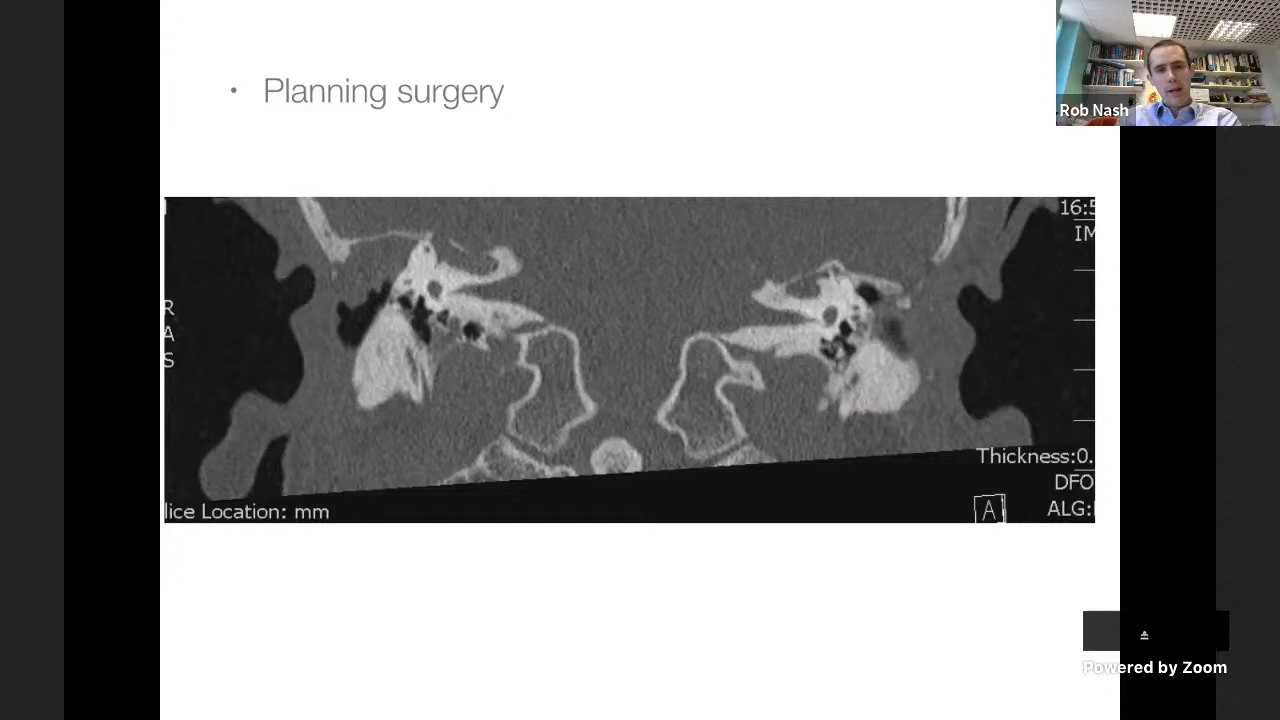 • Planning surgery
Rob Nash
16:5
IM
R
A
S
Thickness:0.
DFO
lice Location: mm
A
ALG:
Powered by Zoom